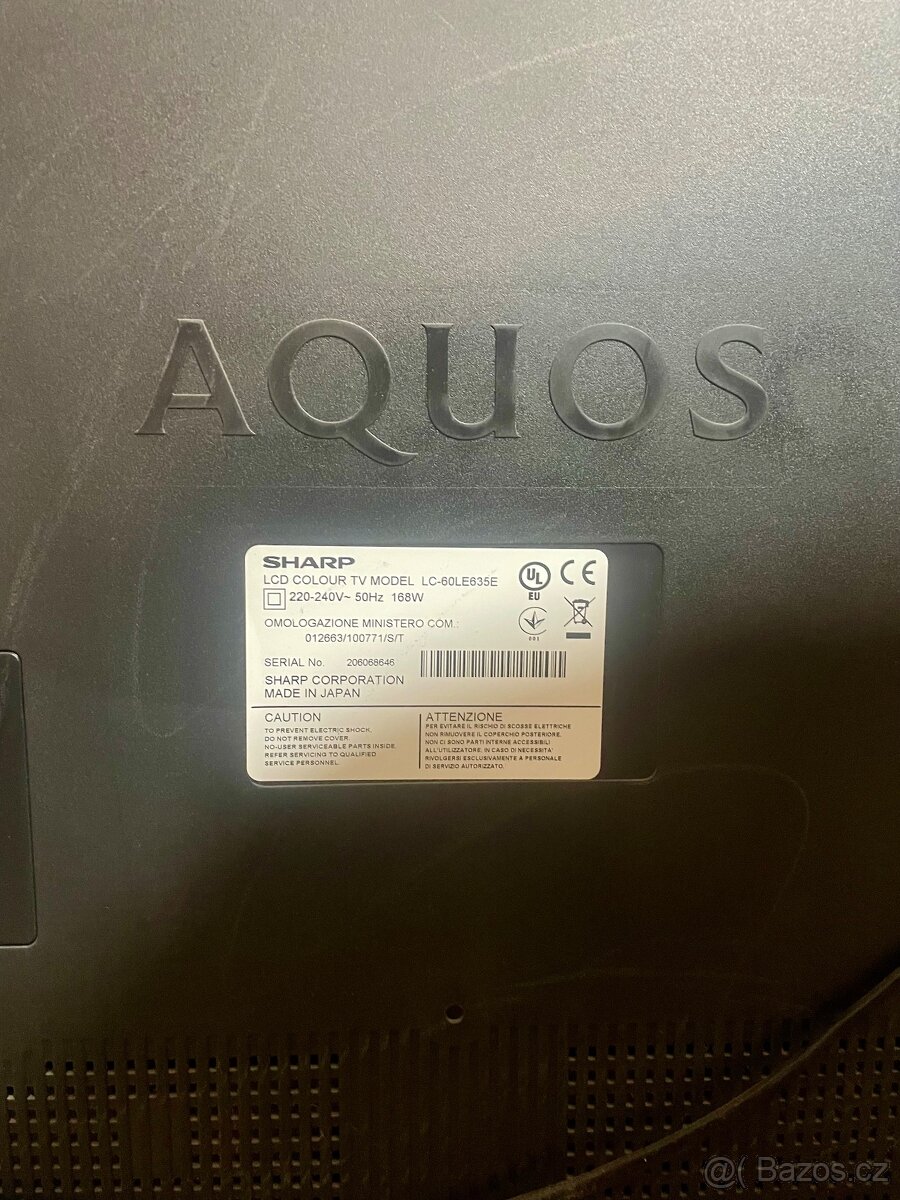 AQUOS
SHARP
LCD COLOUR TV MODEL LC-60LE635E
220-240V~ 50Hz 168W
UL
EU
CE
OMOLOGAZIONE MINISTERO COM.:
012663/100771/S/T
001
SERIAL No. 206068646
SHARP CORPORATION
MADE IN JAPAN
CAUTION
TO PREVENT ELECTRIC SHOCK,
DO NOT REMOVE COVER.
NO-USER SERVICEABLE PARTS INSIDE.
REFER SERVICING TO QUALIFIED
SERVICE PERSONNEL.
ATTENZIONE
PER EVITARE IL RISCHIO DI SCOSSE ELETTRICHE
NON RIMUOVERE IL COPERCHIO POSTERIORE.
NON CI SONO PARTI INTERNE ACCESSIBILI
ALL'UTILIZZATORE. IN CASO DI NECESSITA'
RIVOLGERSI ESCLUSIVAMENTE A PERSONALE
DI SERVIZIO AUTORIZZATO.
@( Bazos.cz